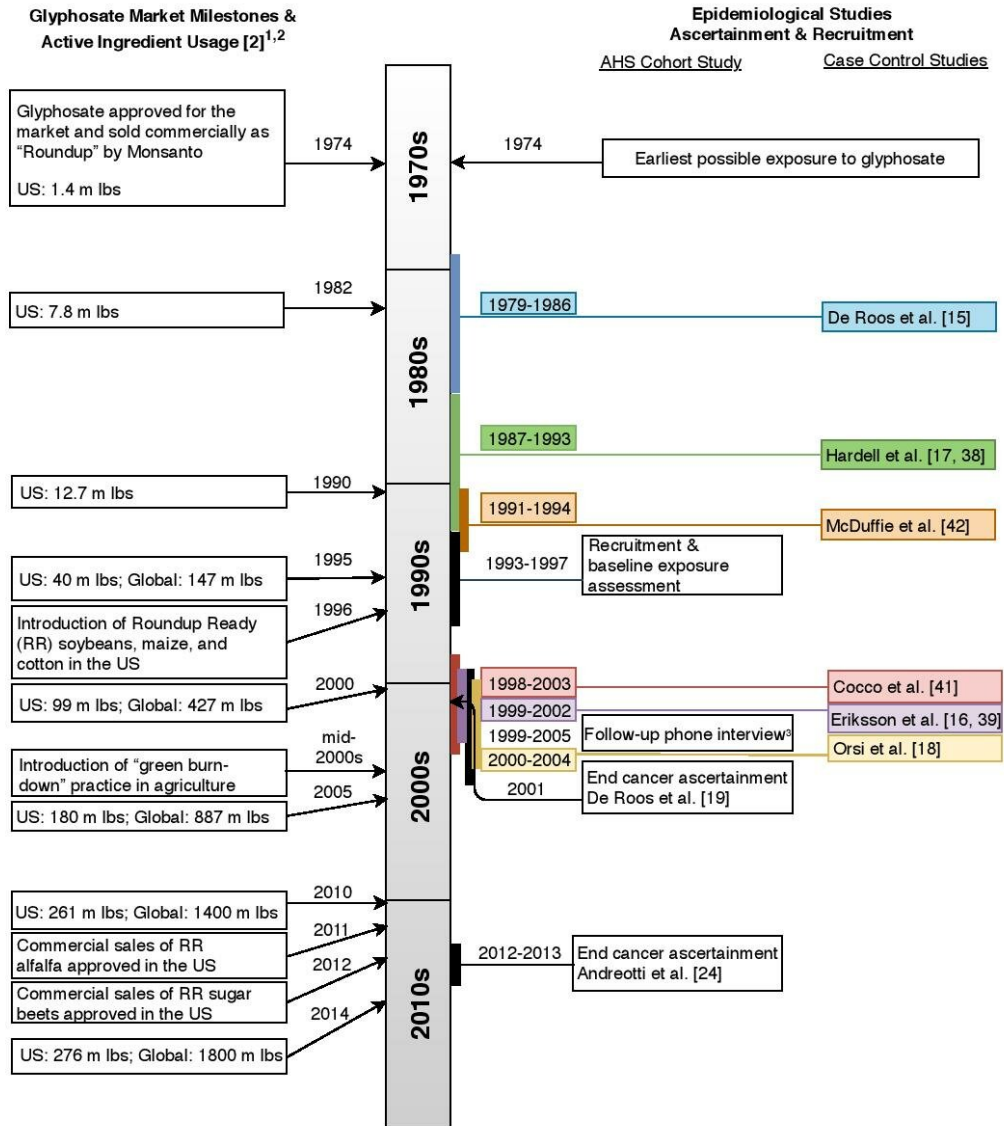 Glyphosate Market Milestones &
Active Ingredient Usage [2]1,2
Epidemiological Studies
Ascertainment & Recruitment
AHS Cohort Study
Case Control Studies
Glyphosate approved for the
market and sold commercially as
“Roundup” by Monsanto
US: 1.4 m lbs
1974
1970s
1974
Earliest possible exposure to glyphosate
US: 7.8 m lbs
1982
1980s
1979-1986
De Roos et al. [15]
1987-1993
Hardell et al. [17, 38]
US: 12.7 m lbs
1990
1990s
1991-1994
McDuffie et al. [42]
1993-1997
Recruitment &
baseline exposure
assessment
US: 40 m lbs; Global: 147 m lbs
1995
Introduction of Roundup Ready
(RR) soybeans, maize, and
cotton in the US
1996
US: 99 m lbs; Global: 427 m lbs
2000
2000s
1998-2003
Cocco et al. [41]
1999-2002
Eriksson et al. [16, 39]
1999-2005
Follow-up phone interview3
2000-2004
Orsi et al. [18]
2001
End cancer ascertainment
De Roos et al. [19]
Introduction of “green burn-
down” practice in agriculture
mid-
2000s
US: 180 m lbs; Global: 887 m lbs
2005
US: 261 m lbs; Global: 1400 m lbs
2010
2010s
Commercial sales of RR
alfalfa approved in the US
2011
Commercial sales of RR sugar
beets approved in the US
2012
US: 276 m lbs; Global: 1800 m lbs
2014
2012-2013
End cancer ascertainment
Andreotti et al. [24]